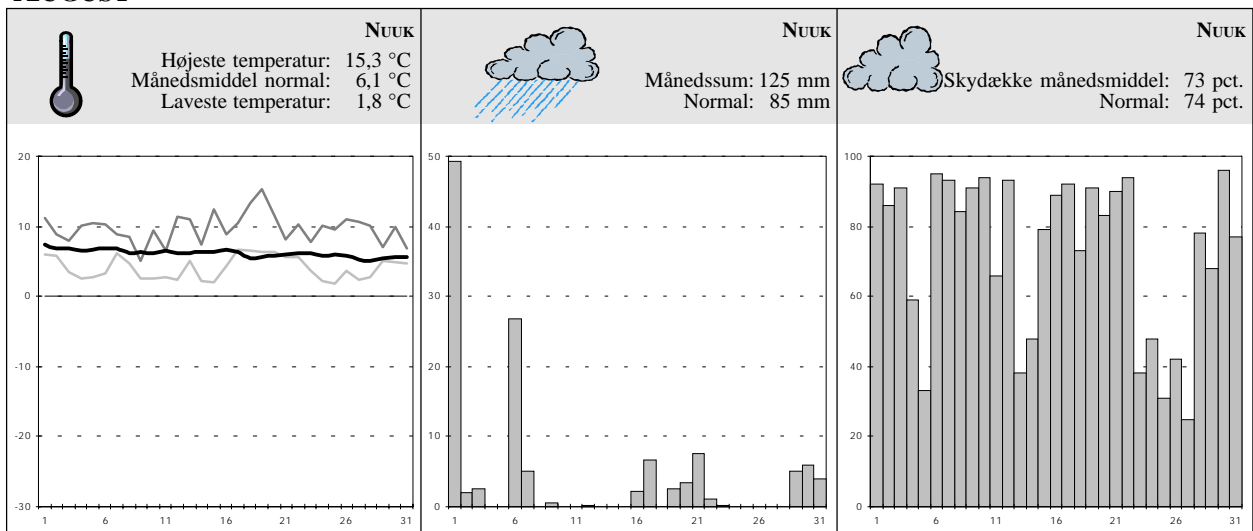 NUUK
Højeste temperatur: 15,3 °C
Månedsmiddel normal: 6,1 °C
Laveste temperatur: 1,8 °C
NUUK
Månedssum: 125 mm
Normal: 85 mm
NUUK
Skydække månedsmiddel: 73 pct.
Normal: 74 pct.
20
10
0
-10
-20
-30
1 6 11 16 21 26 31
50
40
30
20
10
0
1 6 11 16 21 26 31
100
80
60
40
20
0
1 6 11 16 21 26 31